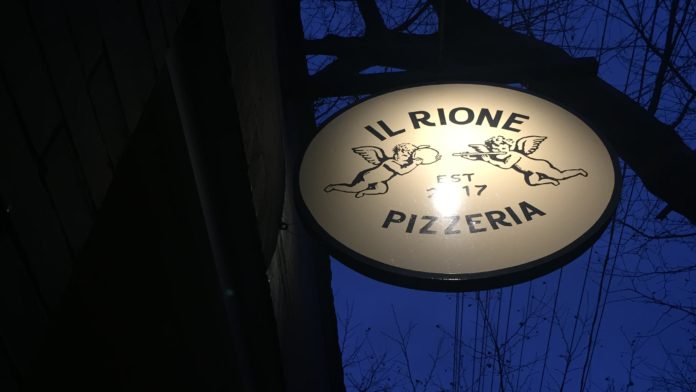 IL RIONE
EST
2017
PIZZERIA